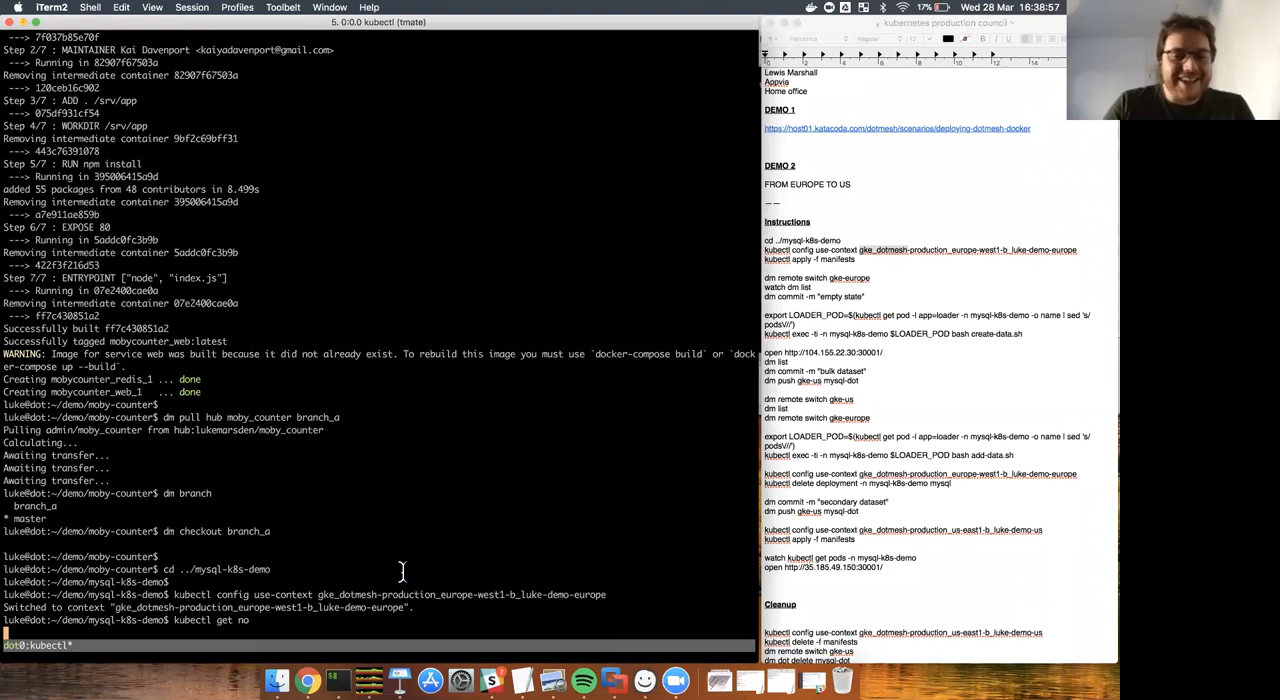 iTerm2 Shell Edit View Session Profiles Toolbelt Window Help 17% Wed 28 Mar 16:38:57
5. 0:0.0 kubectl (tmate)
---> 7f037b85e70f
Step 2/7 : MAINTAINER Kai Davenport <kaiyadavenport@gmail.com>
---> Running in 82907f67503a
Removing intermediate container 82907f67503a
---> 120ceb16c902
Step 3/7 : ADD . /srv/app
---> 075df931cf54
Step 4/7 : WORKDIR /srv/app
Removing intermediate container 9bf2c69bff31
---> 443c76391078
Step 5/7 : RUN npm install
---> Running in 395006415a9d
added 55 packages from 48 contributors in 8.499s
Removing intermediate container 395006415a9d
---> a7e911ae859b
Step 6/7 : EXPOSE 80
---> Running in 5addc0fc3b9b
Removing intermediate container 5addc0fc3b9b
---> 422f3f216d53
Step 7/7 : ENTRYPOINT ["node", "index.js"]
---> Running in 07e2400cae0a
Removing intermediate container 07e2400cae0a
---> ff7c430851a2
Successfully built ff7c430851a2
Successfully tagged mobycounter_web:latest
WARNING: Image for service web was built because it did not already exist. To rebuild this image you must use `docker-compose build` or `dock
er-compose up --build`.
Creating mobycounter_redis_1 ... done
Creating mobycounter_web_1 ... done
luke@dot:~/demo/moby-counter$
luke@dot:~/demo/moby-counter$ dm pull hub moby_counter branch_a
Pulling admin/moby_counter from hub:lukemarsden/moby_counter
Calculating...
Awaiting transfer...
Awaiting transfer...
Awaiting transfer...
luke@dot:~/demo/moby-counter$ dm branch
branch_a
* master
luke@dot:~/demo/moby-counter$ dm checkout branch_a
luke@dot:~/demo/moby-counter$
luke@dot:~/demo/moby-counter$ cd ../mysql-k8s-demo
luke@dot:~/demo/mysql-k8s-demo$
luke@dot:~/demo/mysql-k8s-demo$ kubectl config use-context gke_dotmesh-production_europe-west1-b_luke-demo-europe
Switched to context "gke_dotmesh-production_europe-west1-b_luke-demo-europe".
luke@dot:~/demo/mysql-k8s-demo$ kubectl get no
dot0:kubectl*
kubernetes production council
Helvetica Regular 12 B I U
0 2 4 6 8 10 12 14
Lewis Marshall
Appvia
Home office
DEMO 1
https://host01.katacoda.com/dotmesh/scenarios/deploying-dotmesh-docker
DEMO 2
FROM EUROPE TO US
——
Instructions
cd ../mysql-k8s-demo
kubectl config use-context gke_dotmesh-production_europe-west1-b_luke-demo-europe
kubectl apply -f manifests
dm remote switch gke-europe
watch dm list
dm commit -m "empty state"
export LOADER_POD=$(kubectl get pod -l app=loader -n mysql-k8s-demo -o name | sed 's/
pods\///')
kubectl exec -ti -n mysql-k8s-demo $LOADER_POD bash create-data.sh
open http://104.155.22.30:30001/
dm list
dm commit -m "bulk dataset"
dm push gke-us mysql-dot
dm remote switch gke-us
dm list
dm remote switch gke-europe
export LOADER_POD=$(kubectl get pod -l app=loader -n mysql-k8s-demo -o name | sed 's/
pods\///')
kubectl exec -ti -n mysql-k8s-demo $LOADER_POD bash add-data.sh
kubectl config use-context gke_dotmesh-production_europe-west1-b_luke-demo-europe
kubectl delete deployment -n mysql-k8s-demo mysql
dm commit -m "secondary dataset"
dm push gke-us mysql-dot
kubectl config use-context gke_dotmesh-production_us-east1-b_luke-demo-us
kubectl apply -f manifests
watch kubectl get pods -n mysql-k8s-demo
open http://35.185.49.150:30001/
Cleanup
kubectl config use-context gke_dotmesh-production_us-east1-b_luke-demo-us
kubectl delete -f manifests
dm remote switch gke-us
dm dot delete mysql-dot